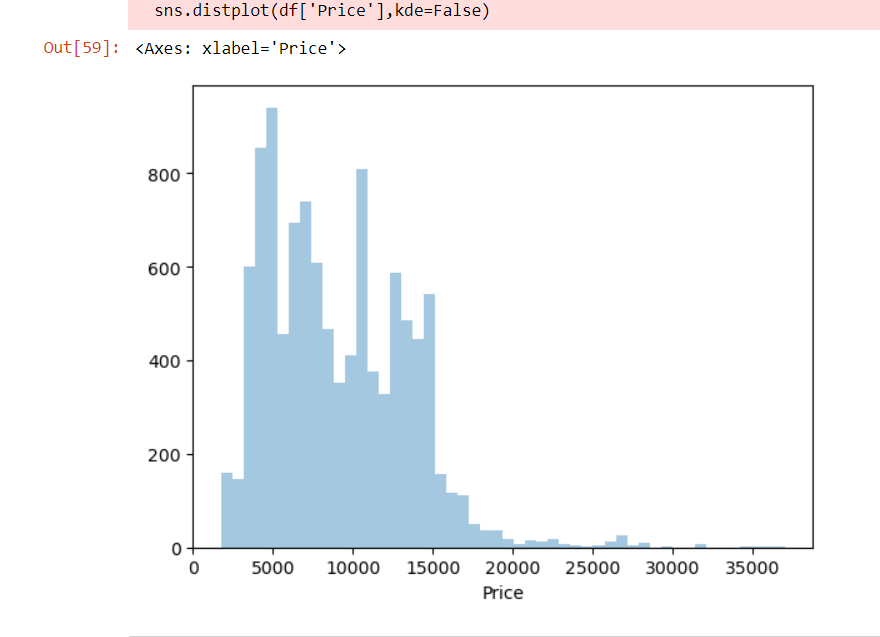 sns.distplot(df['Price'],kde=False)
Out[59]: <Axes: xlabel='Price'>
800
600
400
200
0
0 5000 10000 15000 20000 25000 30000 35000
Price